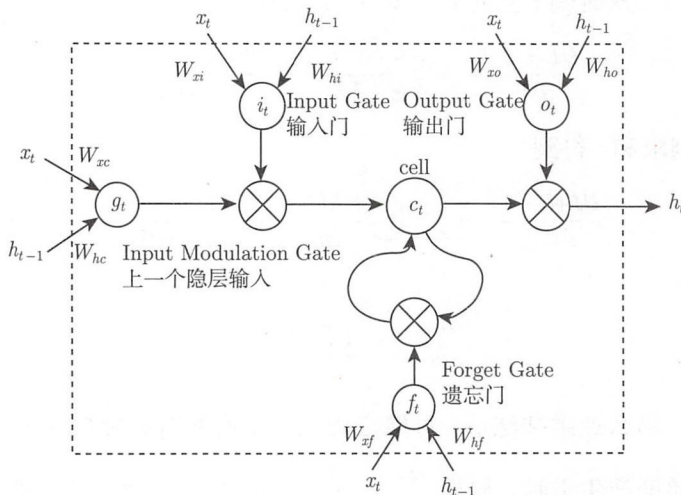 x_t
h_{t-1}
x_t
h_{t-1}
W_{xi}
W_{hi}
W_{xo}
W_{ho}
i_t
Input Gate
输入门
Output Gate
输出门
o_t
x_t
W_{xc}
cell
g_t
c_t
h_t
h_{t-1}
W_{hc}
Input Modulation Gate
上一个隐层输入
Forget Gate
遗忘门
f_t
W_{xf}
W_{hf}
x_t
h_{t-1}